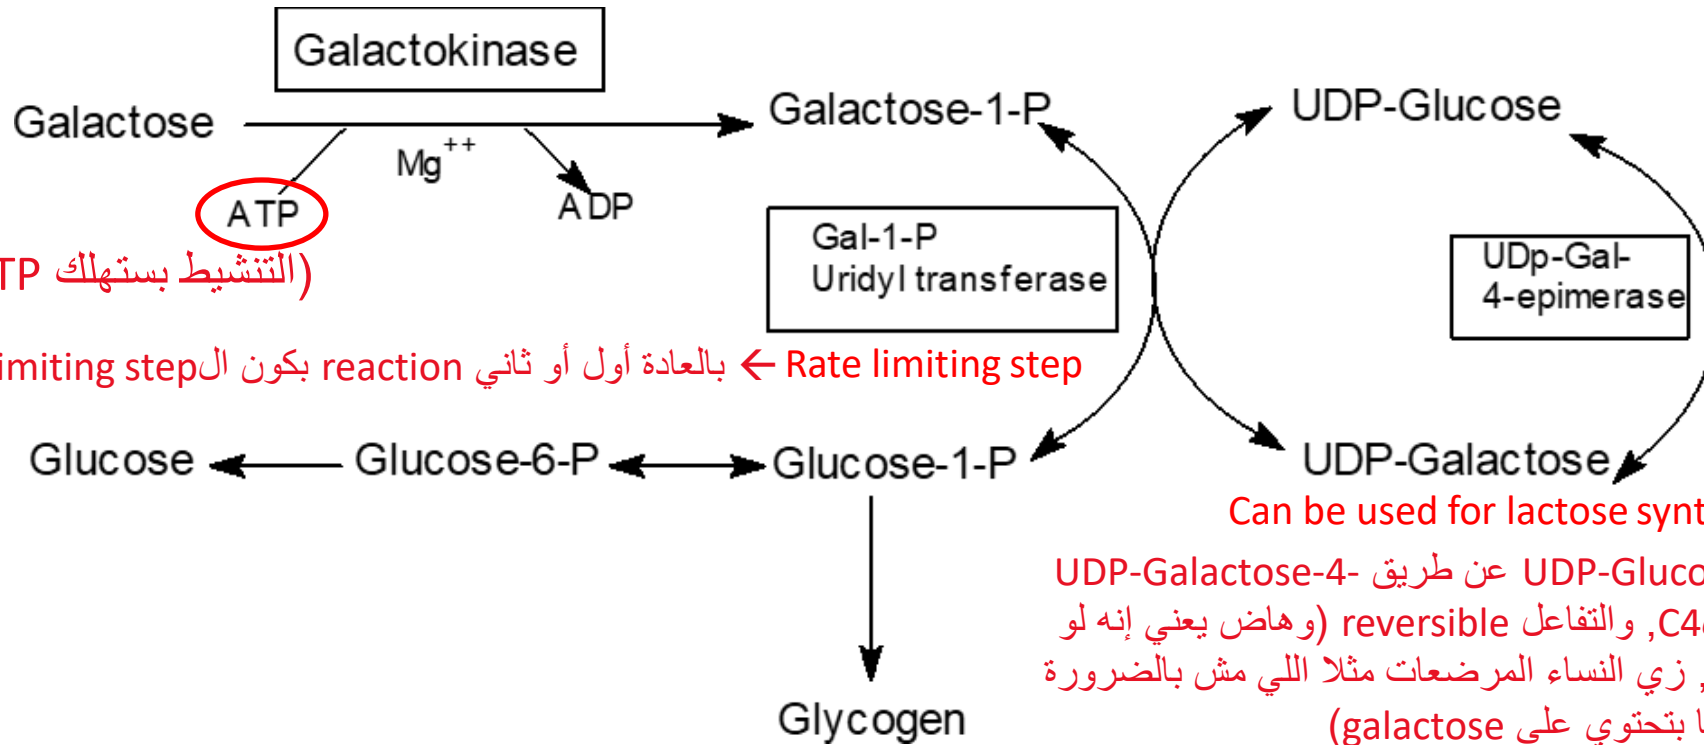 Galactokinase
Galactose
Galactose-1-P
UDP-Glucose
Mg++
ATP
ADP
Gal-1-P
Uridyl transferase
UDp-Gal-
4-epimerase
(التنشيط بستهلك TP
Rate limiting step ← بالعادة أول أو ثاني reaction بكون الimiting step
Glucose
Glucose-6-P
Glucose-1-P
UDP-Galactose
Can be used for lactose synt
UDP-Gluco عن طريق UDP-Galactose-4-
C4, والتفاعل reversible (وهاض يعني إنه لو
, زي النساء المرضعات مثلا اللي مش بالضرورة
ا بتحتوي على galactose)
Glycogen